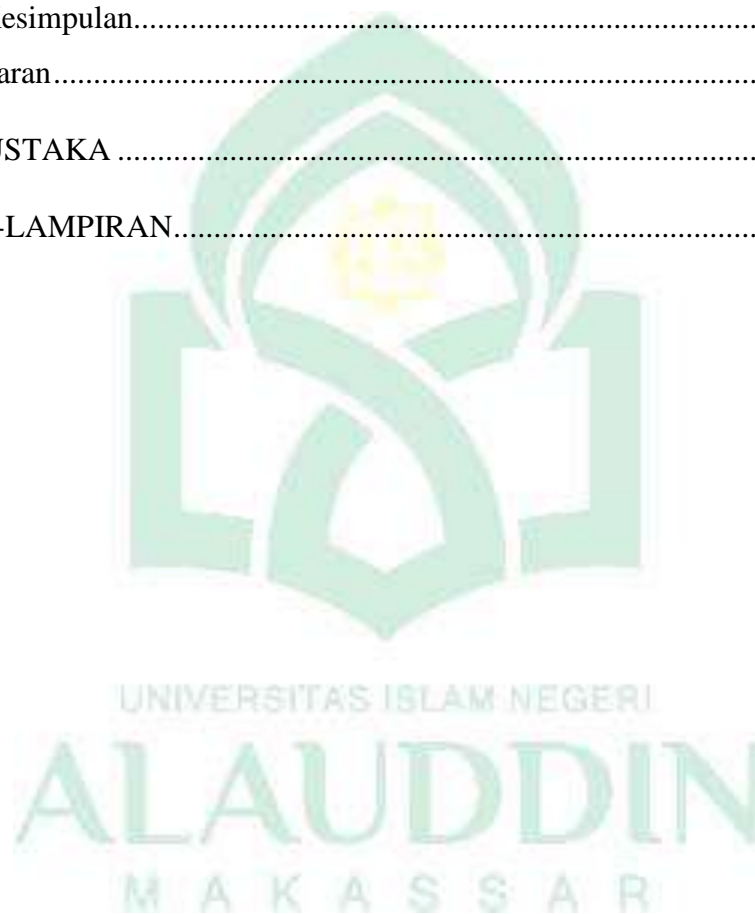 esimpulan...........................................................................
aran.....................................................................................
USTAKA ............................................................................
-LAMPIRAN......................................................................
UNIVERSITAS ISLAM NEGERI
ALAUDDIN
M A K A S S A R